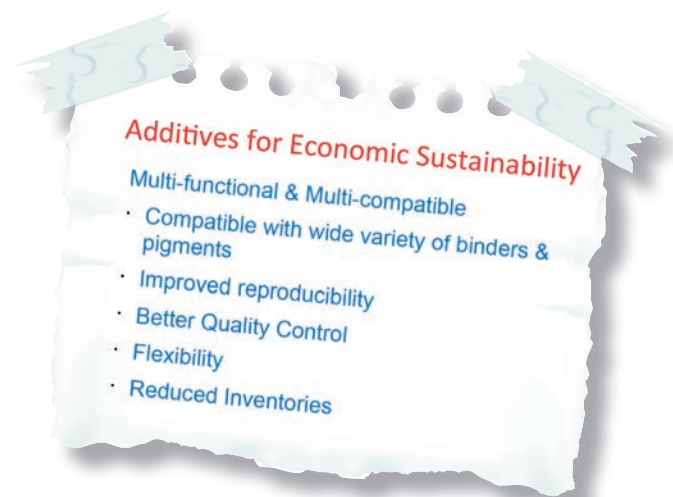 Additives for Economic Sustainability
Multi-functional & Multi-compatible
· Compatible with wide variety of binders &
pigments
· Improved reproducibility
· Better Quality Control
· Flexibility
· Reduced Inventories